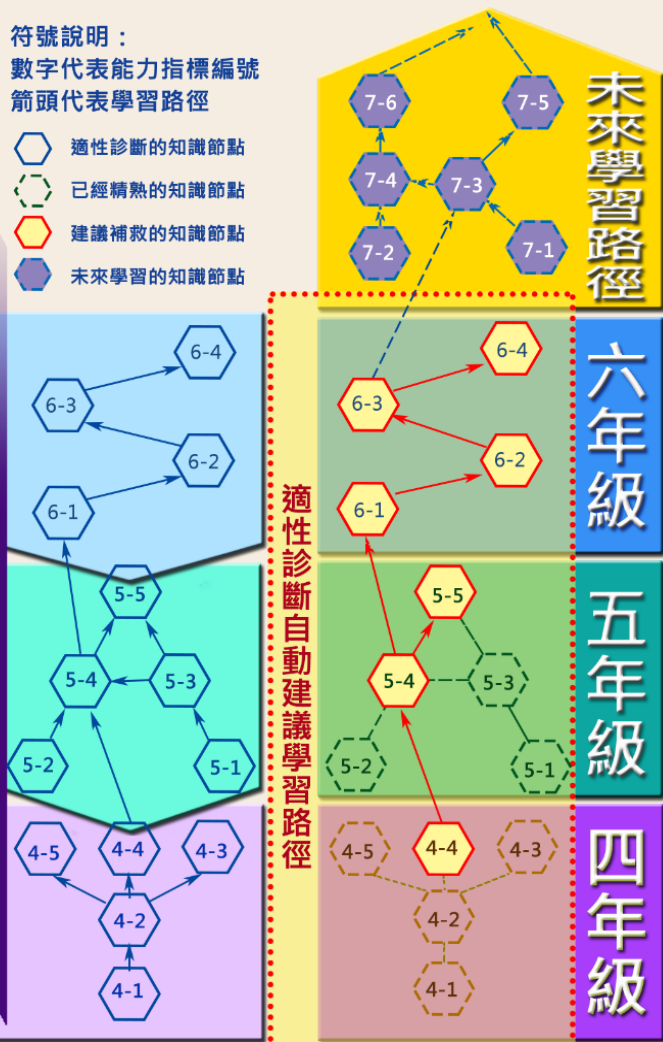 符號說明：
數字代表能力指標編號
箭頭代表學習路徑
適性診斷的知識節點
已經精熟的知識節點
建議補救的知識節點
未來學習的知識節點
6-4
6-3
6-2
6-1
5-5
5-4
5-3
5-2
5-1
4-5
4-4
4-3
4-2
4-1
適性診斷自動建議學習路徑
7-6
7-5
7-4
7-3
7-2
7-1
未來學習路徑
6-4
6-3
6-2
6-1
六年級
5-5
5-4
5-3
5-2
5-1
五年級
4-5
4-4
4-3
4-2
4-1
四年級